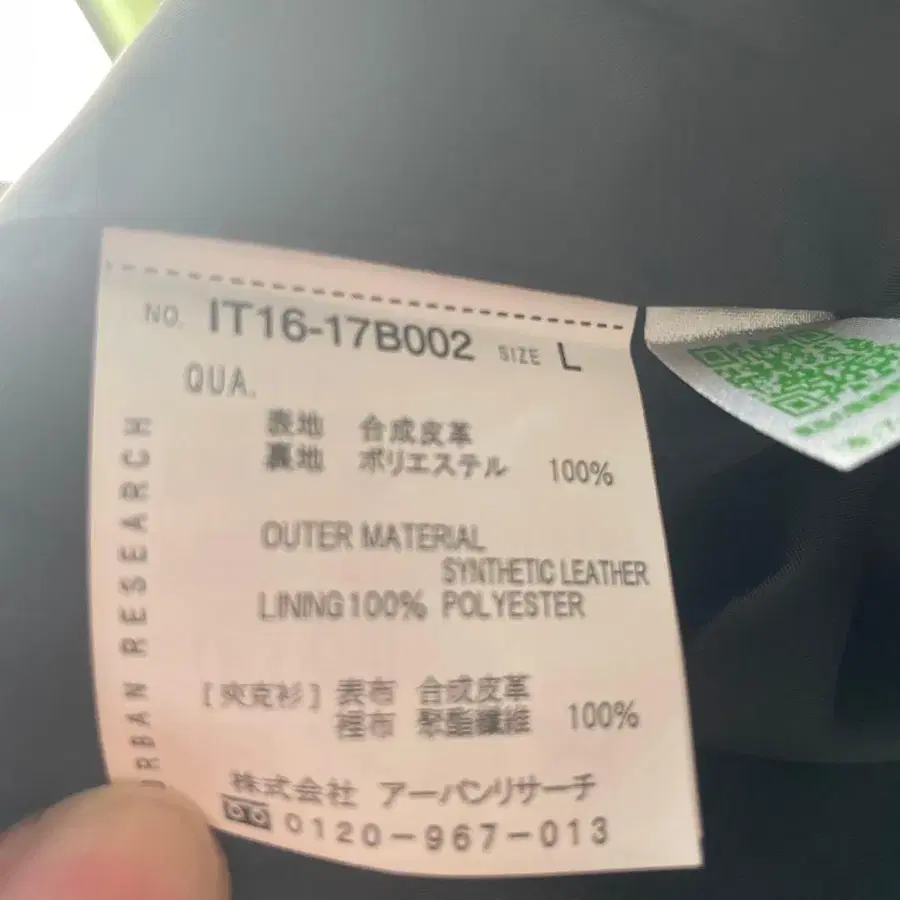 NO. IT16-17B002 SIZE L
QUA.
表地 合成皮革
裏地 ポリエステル 100%
OUTER MATERIAL
SYNTHETIC LEATHER
LINING 100% POLYESTER
[夾克衫] 表布 合成皮革
裡布 聚酯纖維 100%
株式会社 アーバンリサーチ
0120-967-013
URBAN RESEARCH